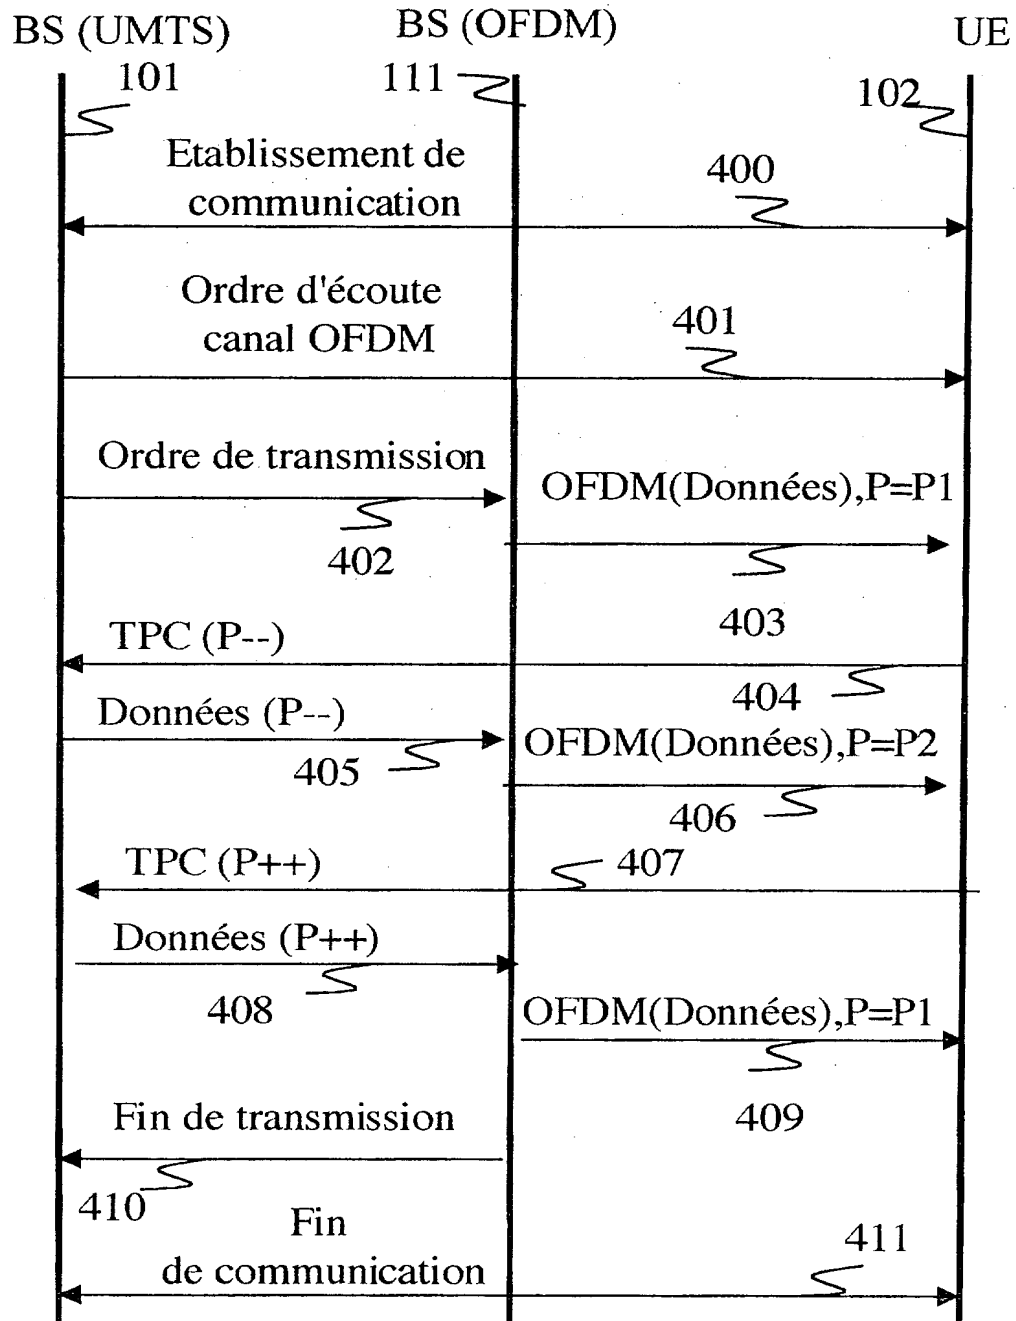 BS (UMTS)
BS (OFDM)
UE
101
111
102
Etablissement de
communication
400
Ordre d'écoute
canal OFDM
401
Ordre de transmission
OFDM(Données),P=P1
402
403
TPC (P--)
404
Données (P--)
OFDM(Données),P=P2
405
406
TPC (P++)
407
Données (P++)
408
OFDM(Données),P=P1
409
Fin de transmission
410
Fin
de communication
411